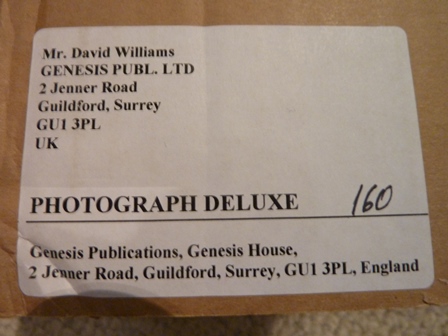 Mr. David Williams
GENESIS PUBL. LTD
2 Jenner Road
Guildford, Surrey
GU1 3PL
UK
PHOTOGRAPH DELUXE 160
Genesis Publications, Genesis House,
2 Jenner Road, Guildford, Surrey, GU1 3PL, England